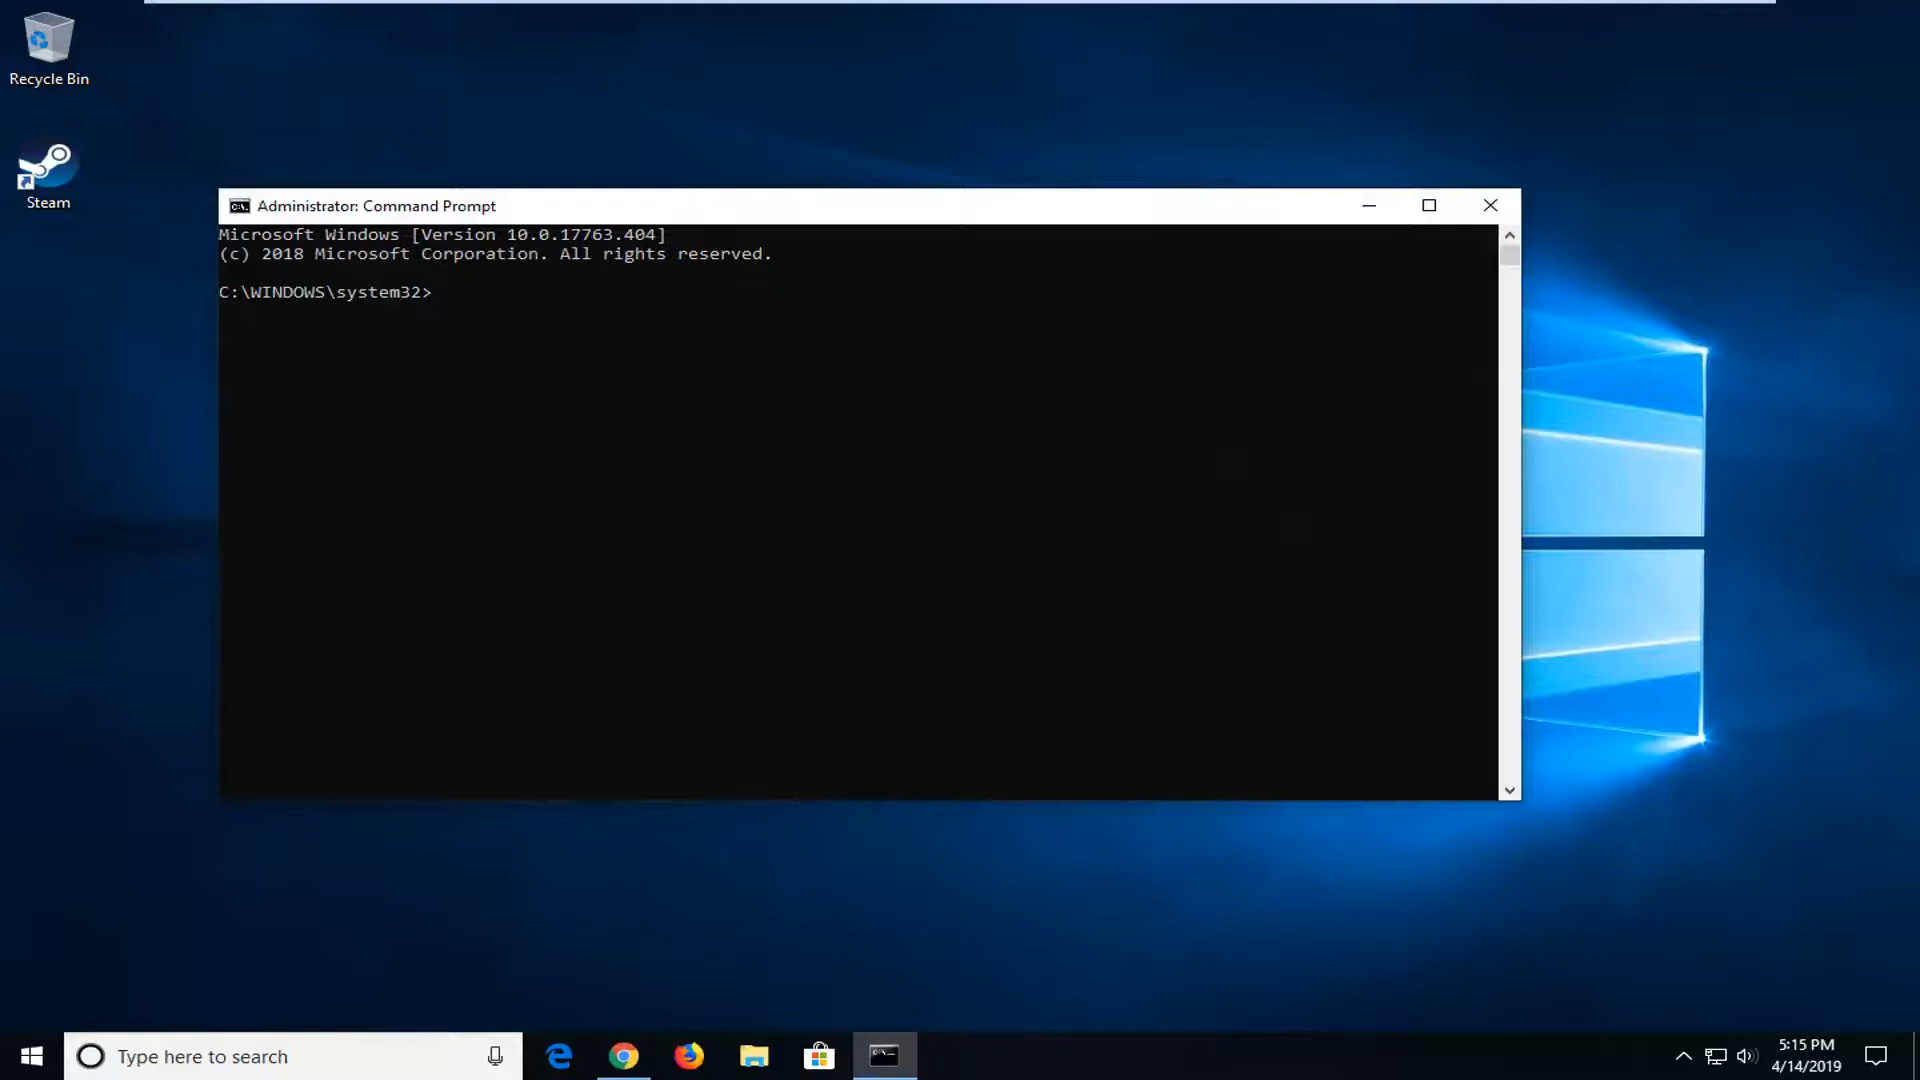 Recycle Bin
Steam
Administrator: Command Prompt
Microsoft Windows [Version 10.0.17763.404]
(c) 2018 Microsoft Corporation. All rights reserved.
C:\WINDOWS\system32>
Type here to search
5:15 PM
4/14/2019